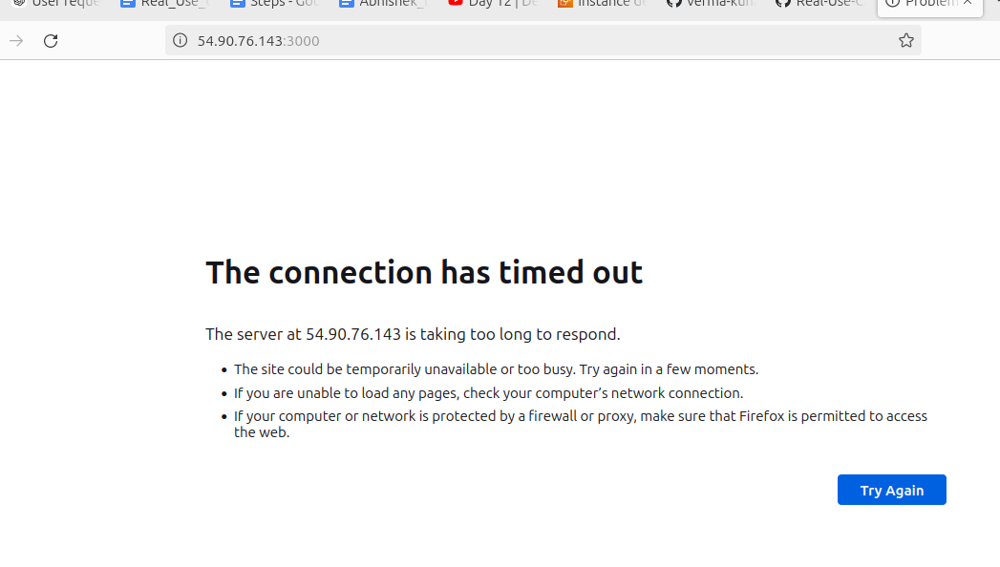 User reque
Real_Use_
Steps - Goo
Abhishek_
Day 12 | De
Instance de
verma-kun
Real-Use-C
Problem
54.90.76.143:3000
The connection has timed out
The server at 54.90.76.143 is taking too long to respond.
The site could be temporarily unavailable or too busy. Try again in a few moments.
If you are unable to load any pages, check your computer’s network connection.
If your computer or network is protected by a firewall or proxy, make sure that Firefox is permitted to access
the web.
Try Again